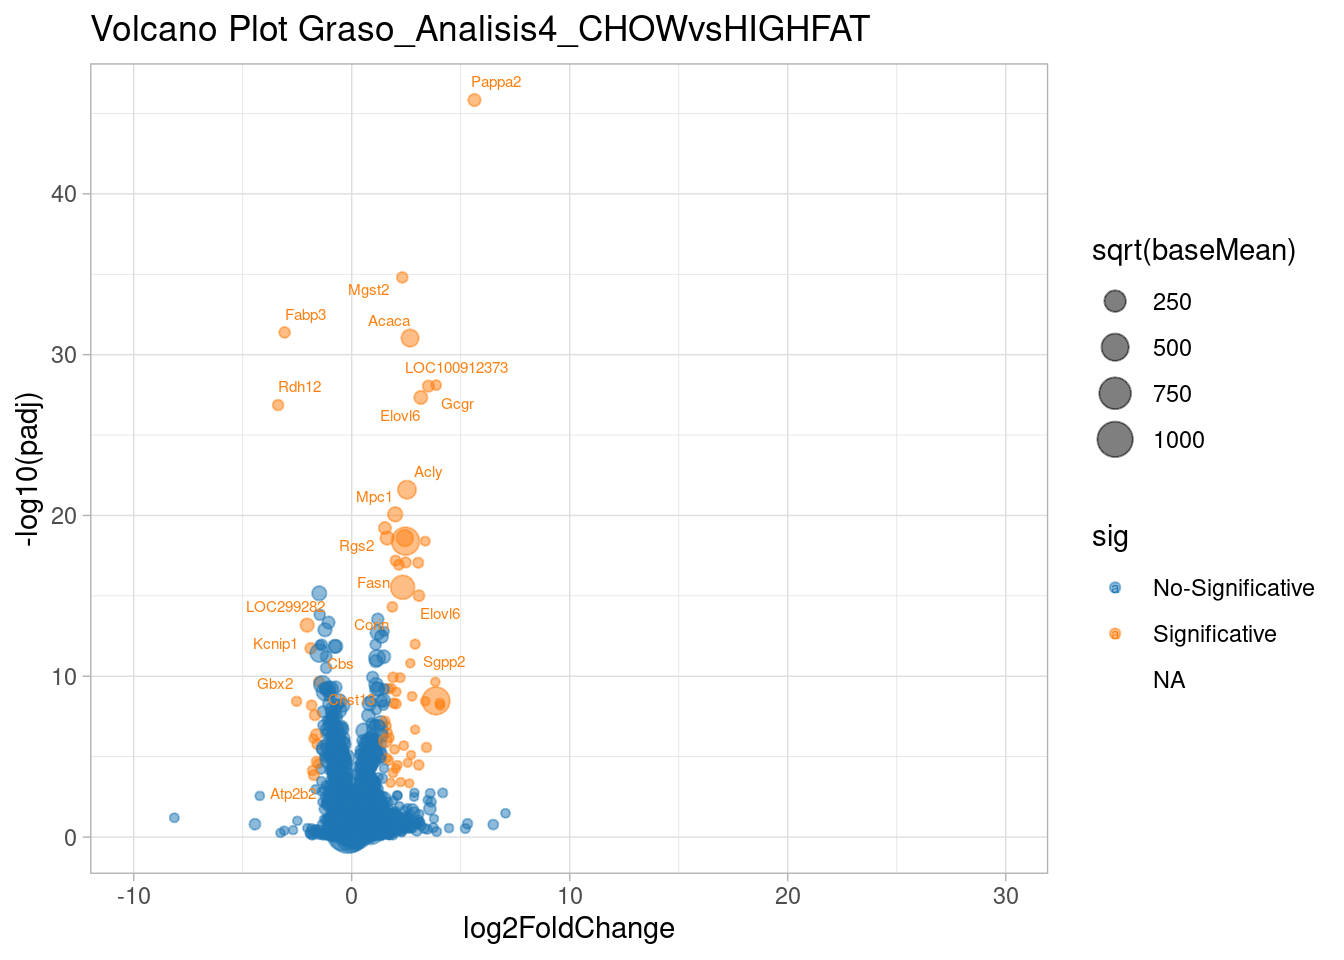 Volcano Plot Graso_Analisis4_CHOWvsHIGHFAT
Pappa2
40
Mgst2
Fabp3
Acaca
30
LOC100912373
Rdh12
Gcgr
Elovl6
Acly
Mpc1
20
Rgs2
Fasn
LOC299282
Elovl6
Kcnip1
Cbs
Sgpp2
10
Gbx2
Chst15
Atp2b2
0
-10
0
10
20
30
log2FoldChange
-log10(padj)
sqrt(baseMean)
250
500
750
1000
sig
a No-Significative
a Significative
NA